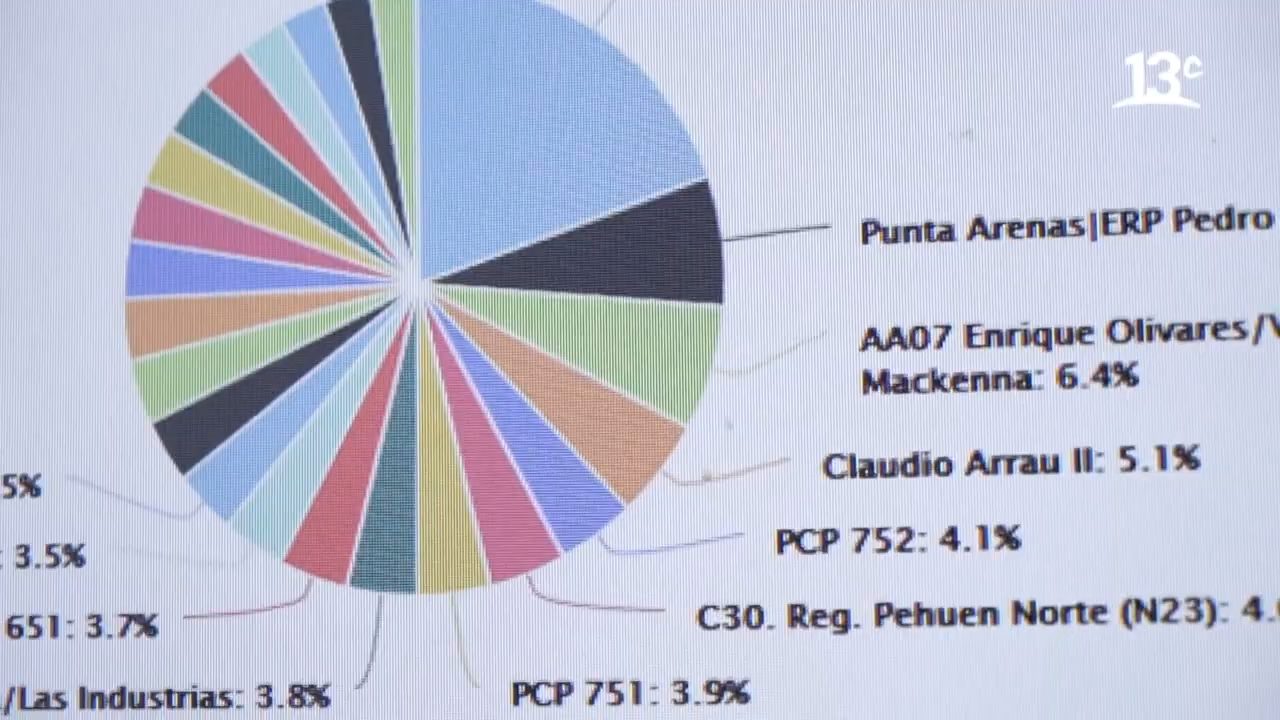 13c
Punta Arenas|ERP Pedro
AA07 Enrique Olivares/
Mackenna: 6.4%
Claudio Arrau II: 5.1%
5%
PCP 752: 4.1%
: 3.5%
C30. Reg. Pehuen Norte (N23): 4.
651: 3.7%
/Las Industrias: 3.8%
PCP 751: 3.9%